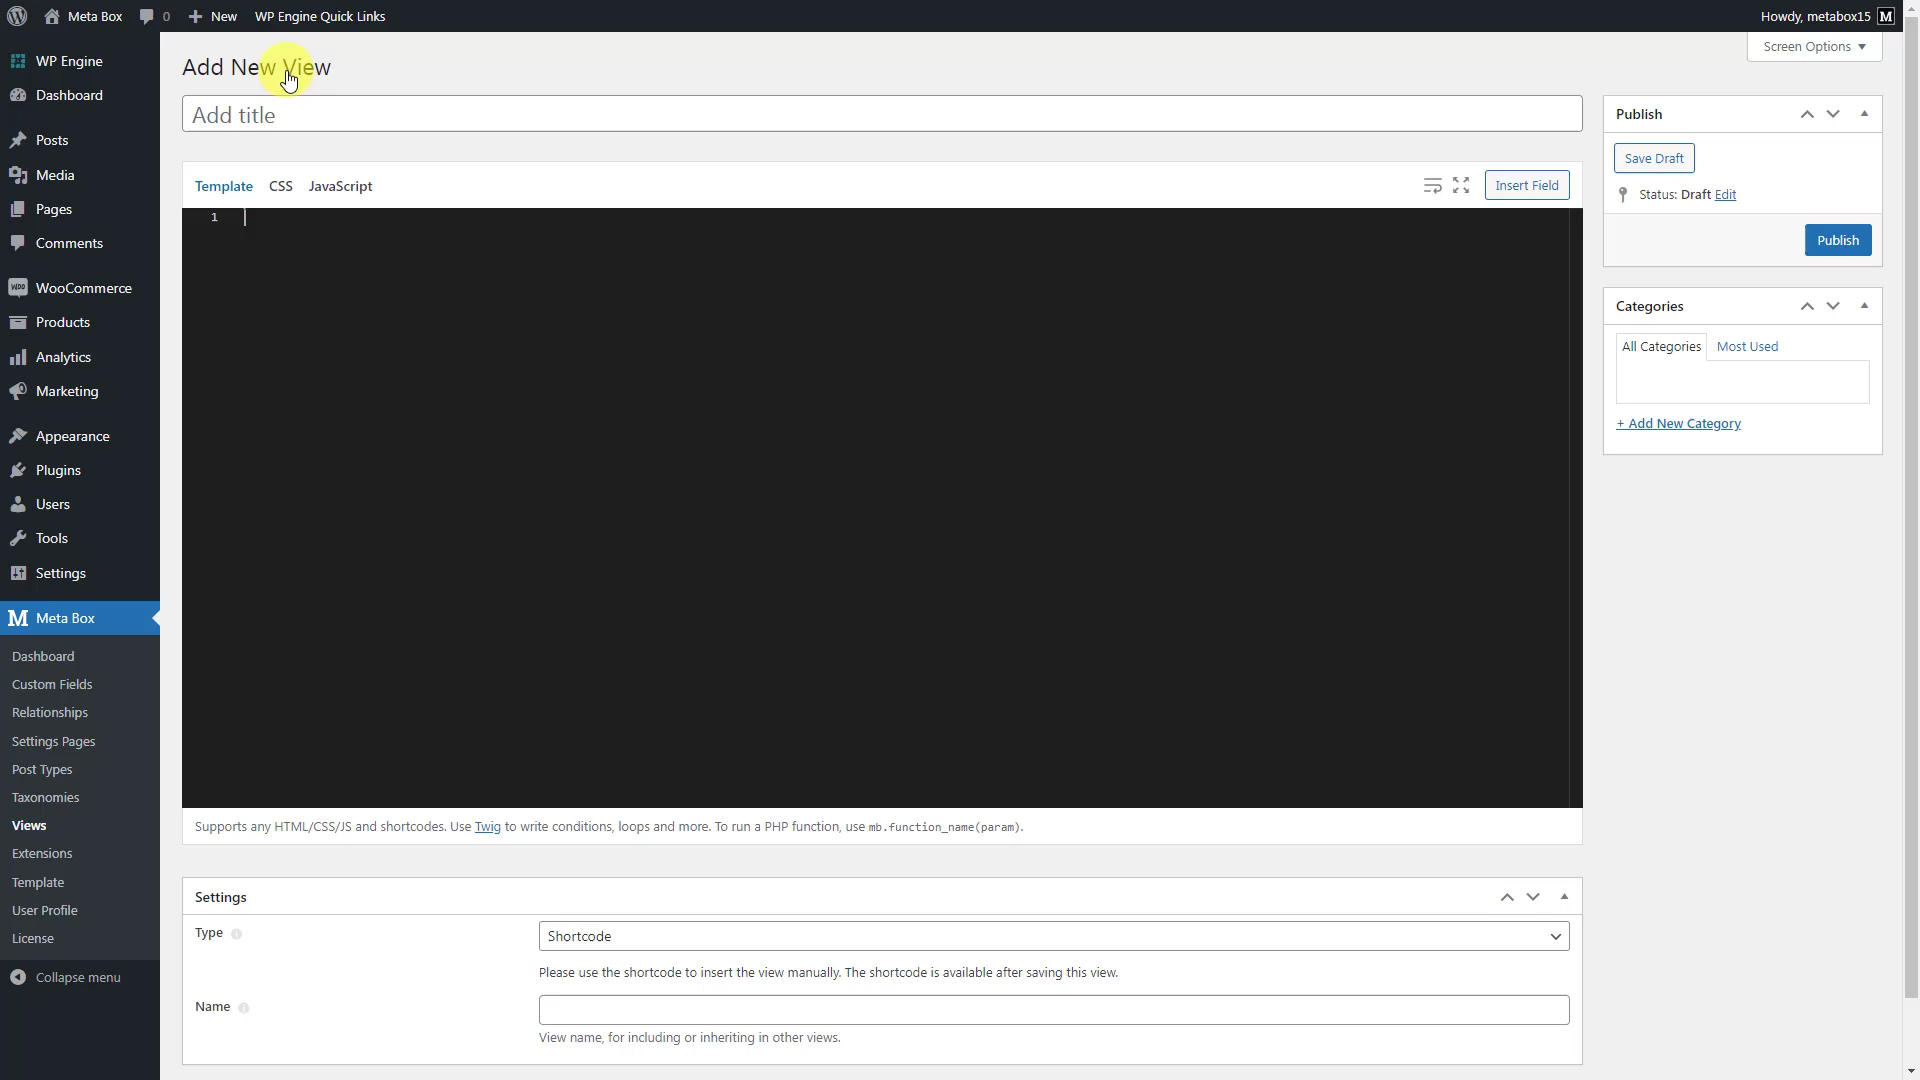 Meta Box
0
New
WP Engine Quick Links
Howdy, metabox15
M
WP Engine
Dashboard
Posts
Media
Pages
Comments
WooCommerce
Products
Analytics
Marketing
Appearance
Plugins
Users
Tools
Settings
M Meta Box
Dashboard
Custom Fields
Relationships
Settings Pages
Post Types
Taxonomies
Views
Extensions
Template
User Profile
License
Collapse menu
Screen Options
Add New View
Add title
Template CSS JavaScript
Insert Field
1
Supports any HTML/CSS/JS and shortcodes. Use Twig to write conditions, loops and more. To run a PHP function, use mb.function_name(param).
Settings
Type
Shortcode
Please use the shortcode to insert the view manually. The shortcode is available after saving this view.
Name
View name, for including or inheriting in other views.
Publish
Save Draft
Status: Draft Edit
Publish
Categories
All Categories
Most Used
+ Add New Category